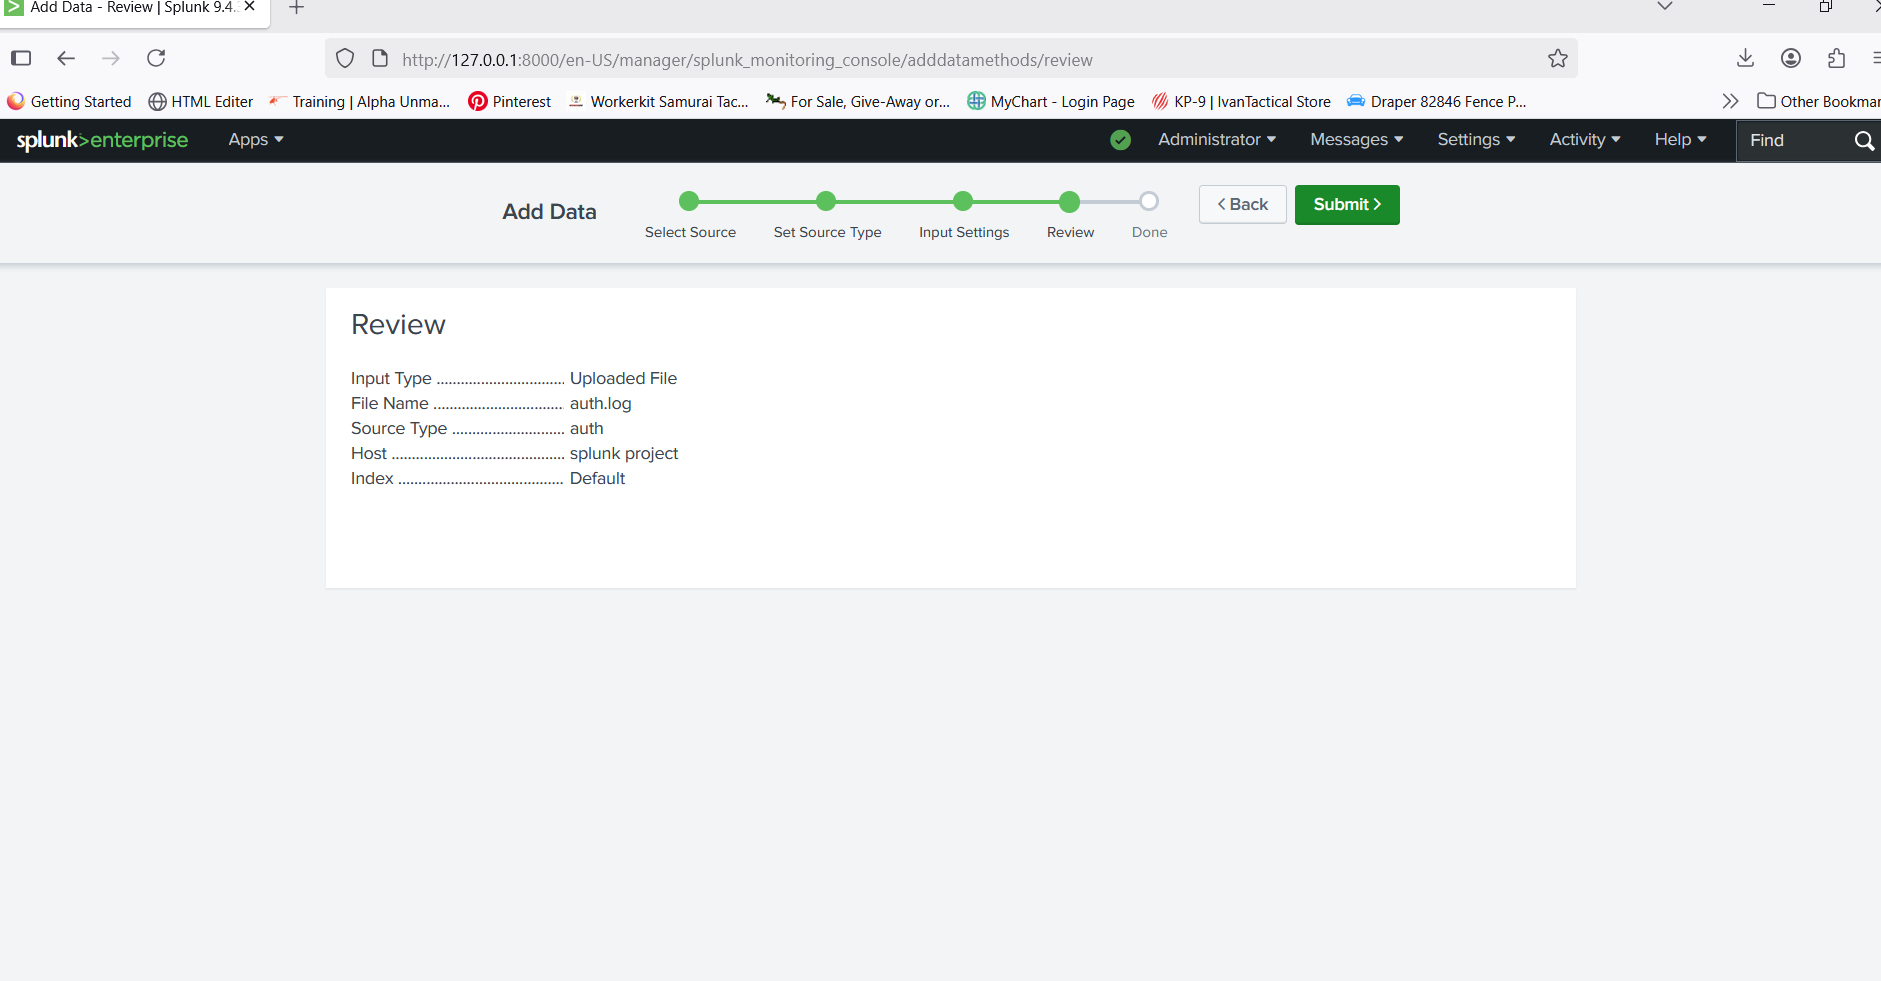 Add Data - Review | Splunk 9.4.
http://127.0.0.1:8000/en-US/manager/splunk_monitoring_console/adddatamethods/review
Getting Started HTML Editer Training | Alpha Unma... Pinterest Workerkit Samurai Tac... For Sale, Give-Away or... MyChart - Login Page KP-9 | IvanTactical Store Draper 82846 Fence P... Other Bookmar
splunk>enterprise Apps Administrator Messages Settings Activity Help Find
Add Data Select Source Set Source Type Input Settings Review Done < Back Submit >
Review
Input Type ................................ Uploaded File
File Name ................................ auth.log
Source Type ............................ auth
Host ........................................... splunk project
Index ......................................... Default